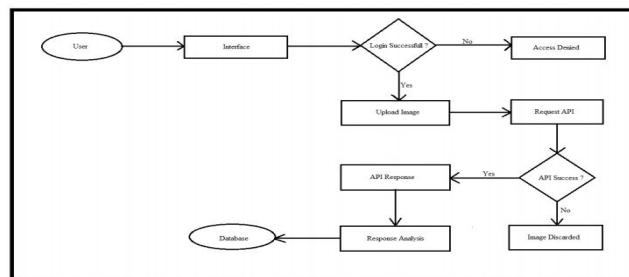 User
Interface
Login Successfull ?
No
Access Denied
Yes
Upload Image
Request API
API Response
Yes
API Success ?
No
Database
Response Analysis
Image Discarded